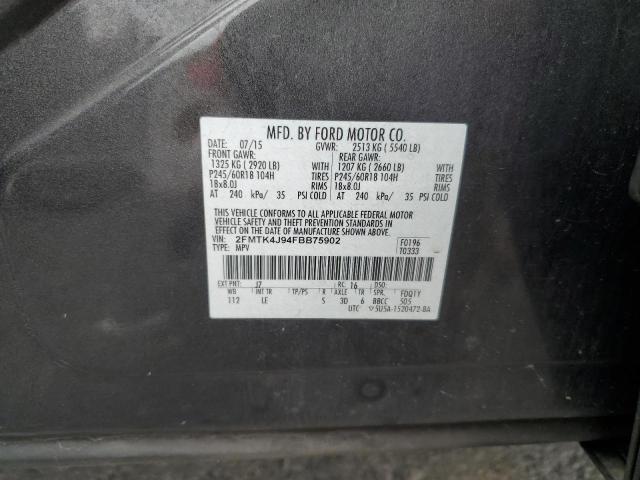 MFD. BY FORD MOTOR CO.
DATE: 07/15 GVWR: 2513 KG ( 5540 LB)
FRONT GAWR: REAR GAWR:
1325 KG ( 2920 LB) WITH 1207 KG ( 2660 LB) WITH
P245/60R18 104H TIRES P245/60R18 104H TIRES
18x8.0J RIMS 18x8.0J RIMS
AT 240 kPa/ 35 PSI COLD AT 240 kPa/ 35 PSI COLD
THIS VEHICLE CONFORMS TO ALL APPLICABLE FEDERAL MOTOR
VEHICLE SAFETY AND THEFT PREVENTION STANDARDS IN
EFFECT ON THE DATE OF MANUFACTURE SHOWN ABOVE.
VIN: 2FMTK4J94FBB75902 F0196
TYPE: MPV T0333
EXT PNT: J7 RC: 16 DSO:
WB INT TR TP/PS R AXLE TR SPR. FDQTY
112 LE S 3D 6 BBCC 505
UTC 5U5A-1520472-BA